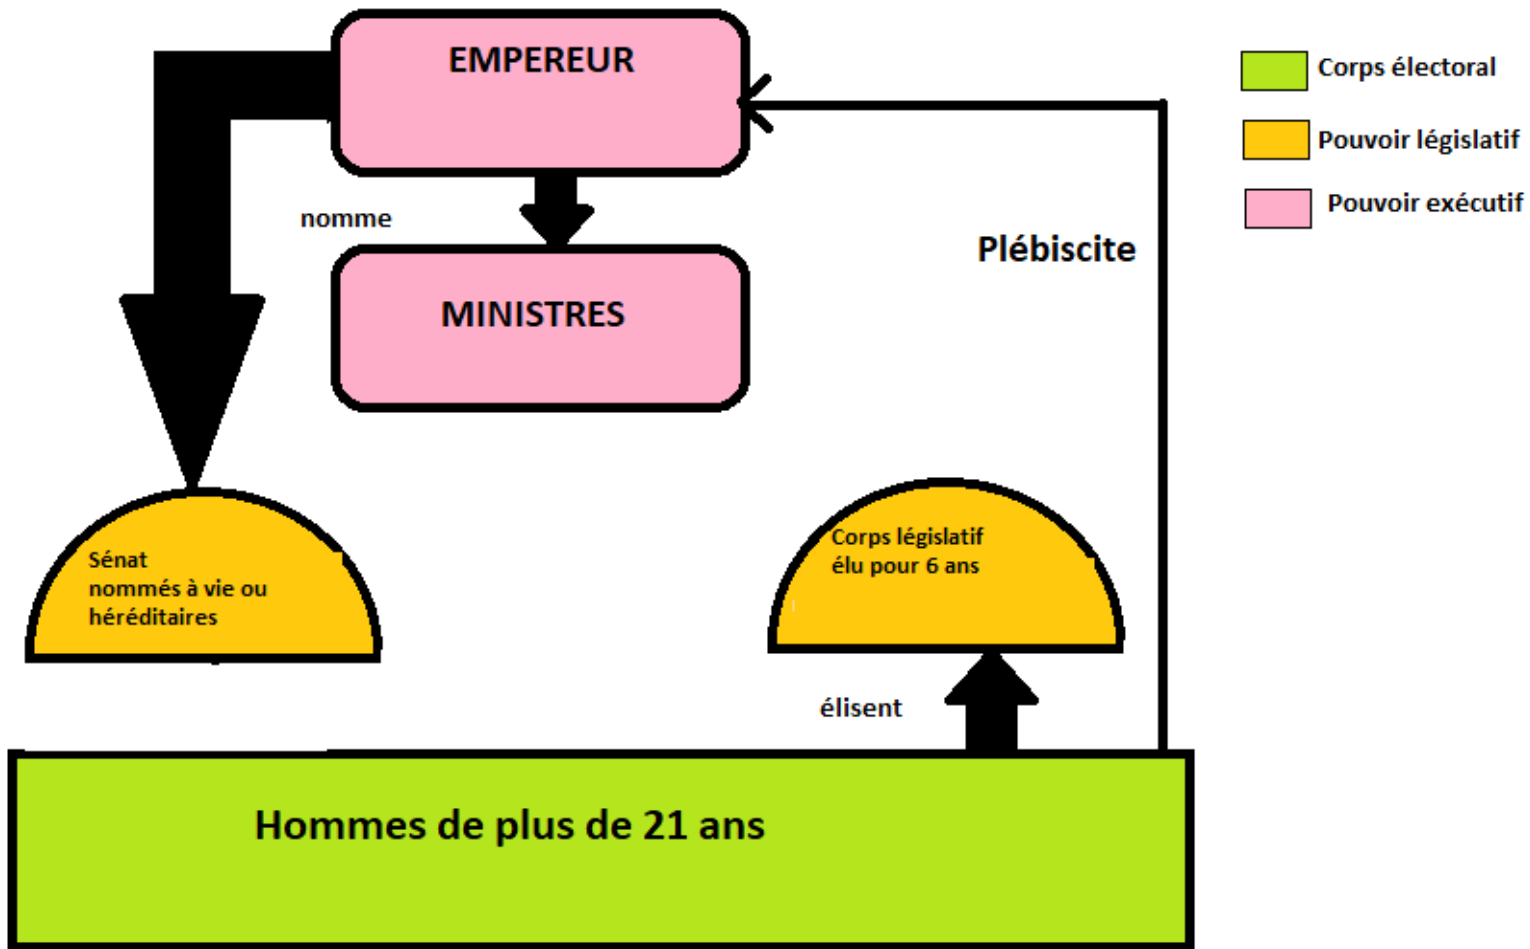 EMPEREUR
Corps électoral
Pouvoir législatif
Pouvoir exécutif
nomme
Plébiscite
MINISTRES
Sénat
nommés à vie ou
héréditaires
Corps législatif
élu pour 6 ans
élisent
Hommes de plus de 21 ans